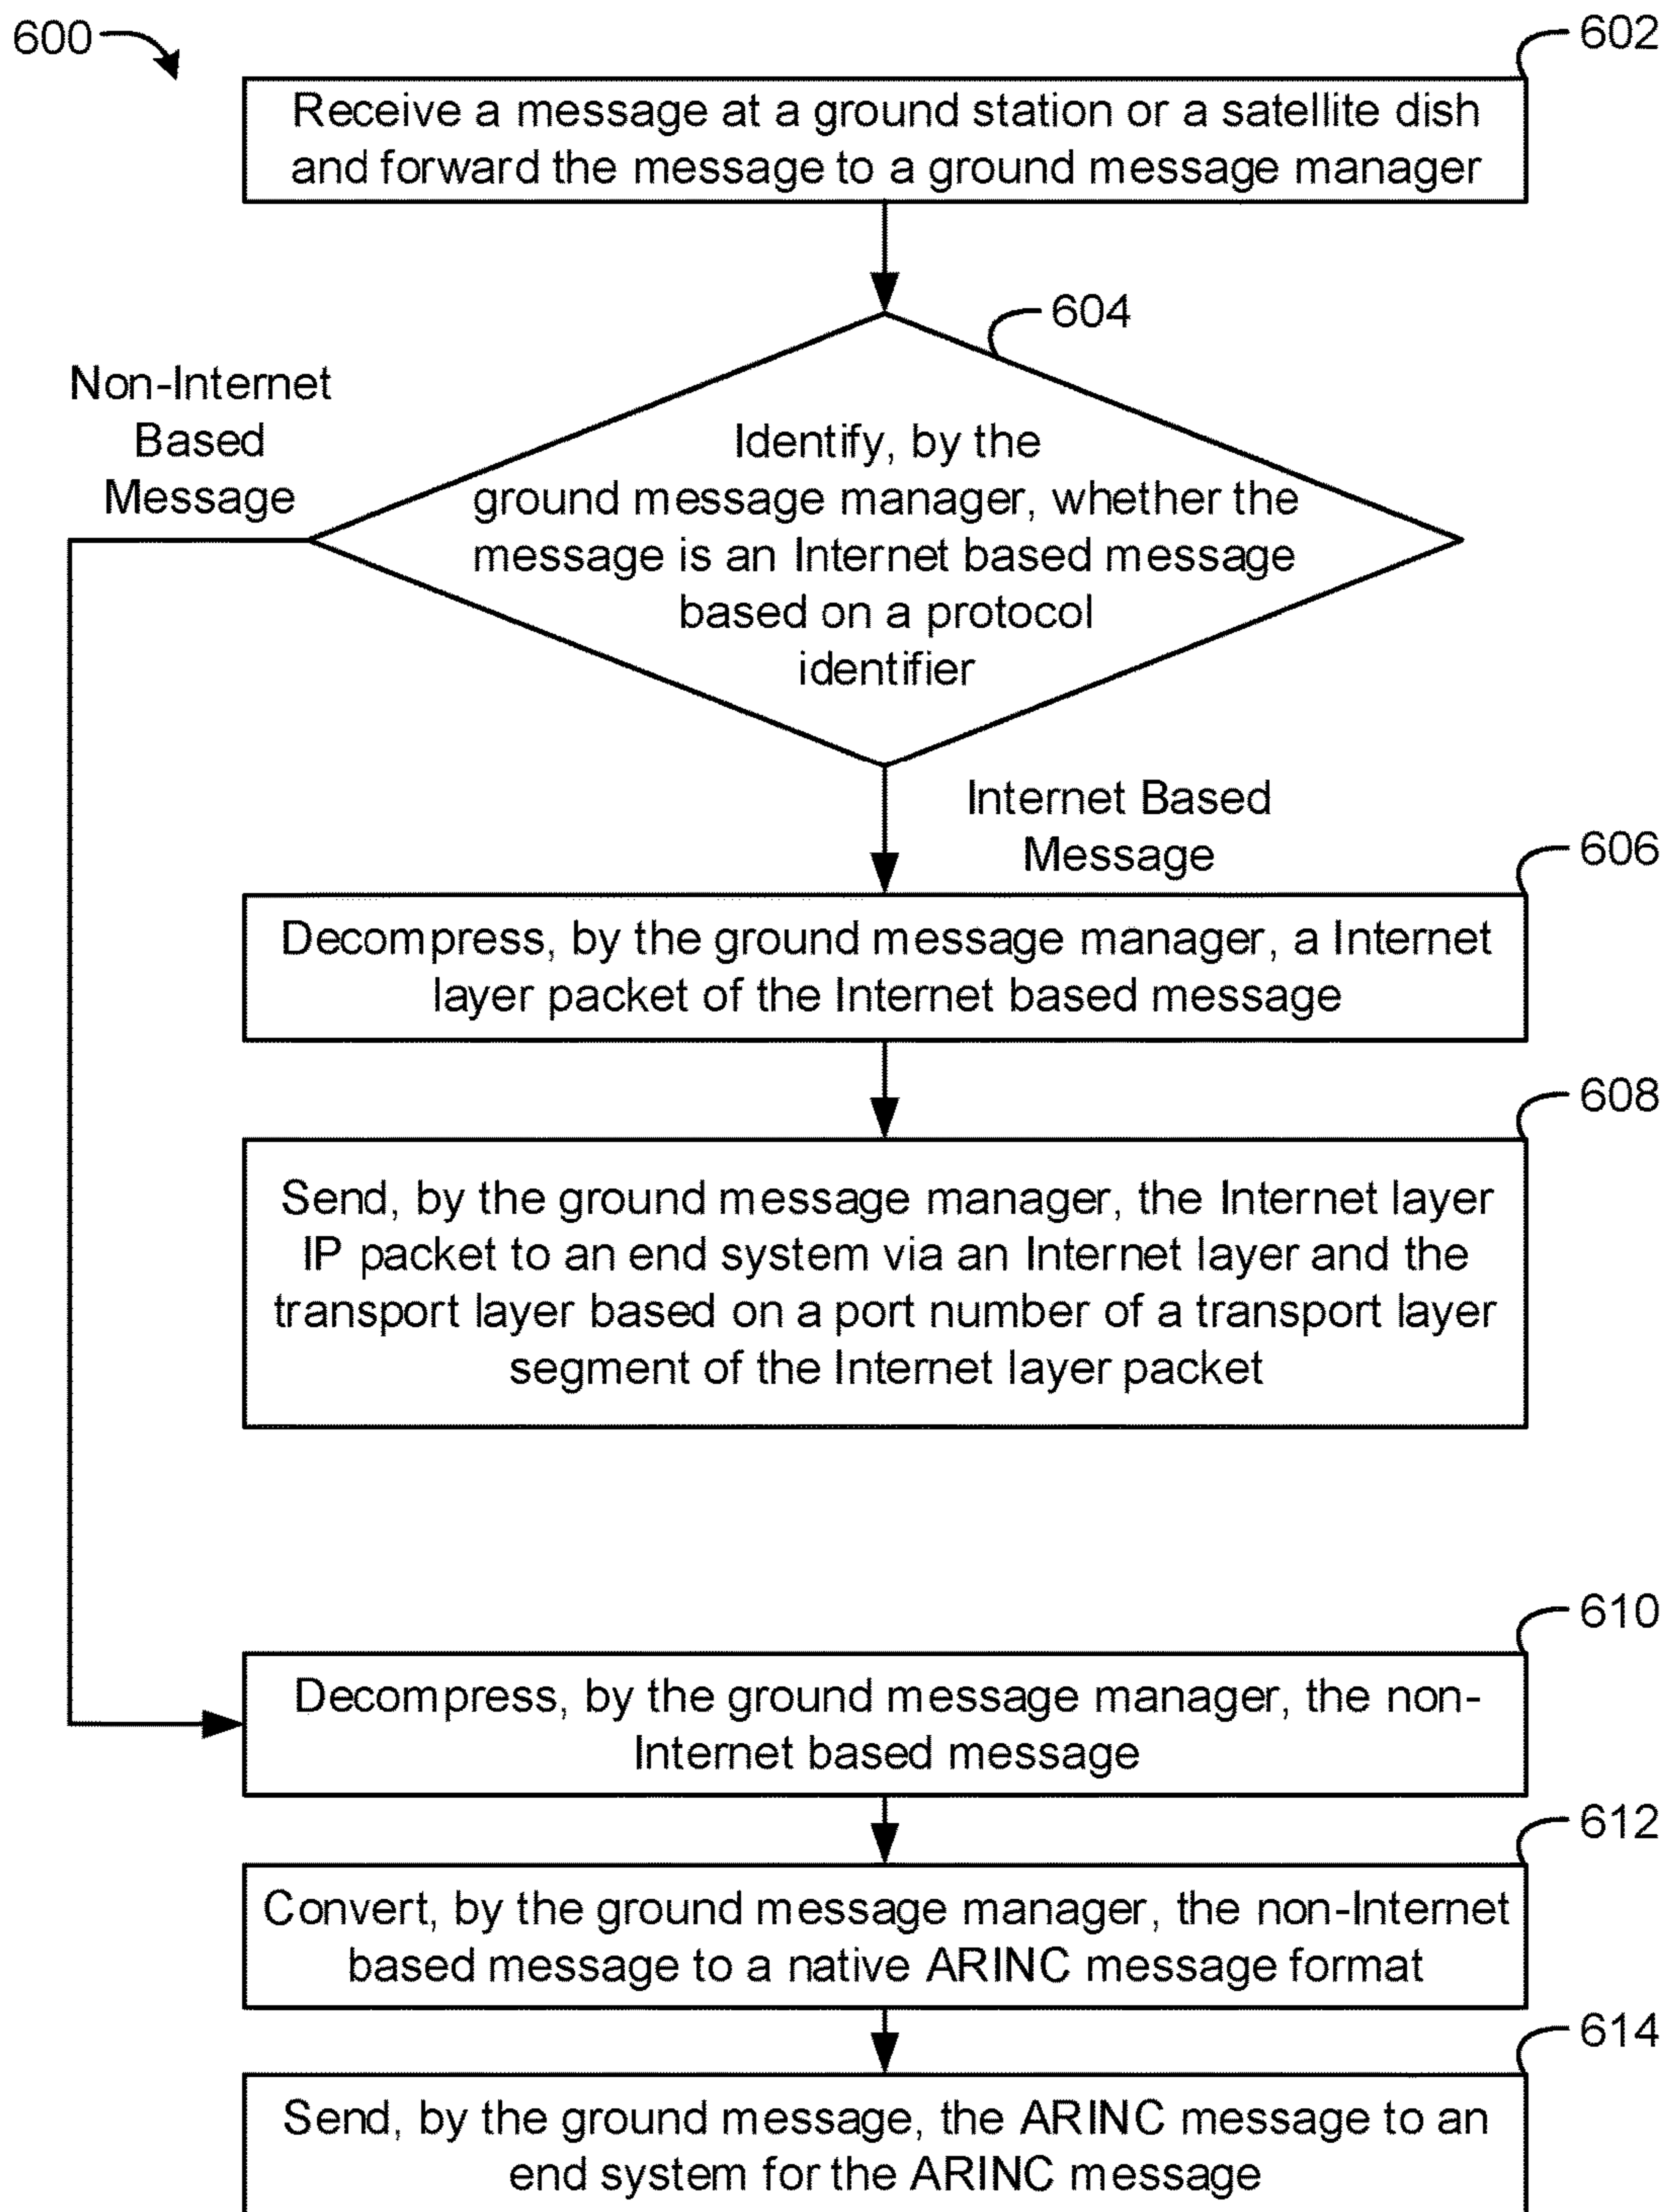 600
602
Receive a message at a ground station or a satellite dish
and forward the message to a ground message manager
604
Non-Internet
Based
Message
Identify, by the
ground message manager, whether the
message is an Internet based message
based on a protocol
identifier
Internet Based
Message
606
Decompress, by the ground message manager, a Internet
layer packet of the Internet based message
608
Send, by the ground message manager, the Internet layer
IP packet to an end system via an Internet layer and the
transport layer based on a port number of a transport layer
segment of the Internet layer packet
610
Decompress, by the ground message manager, the non-
Internet based message
612
Convert, by the ground message manager, the non-Internet
based message to a native ARINC message format
614
Send, by the ground message, the ARINC message to an
end system for the ARINC message